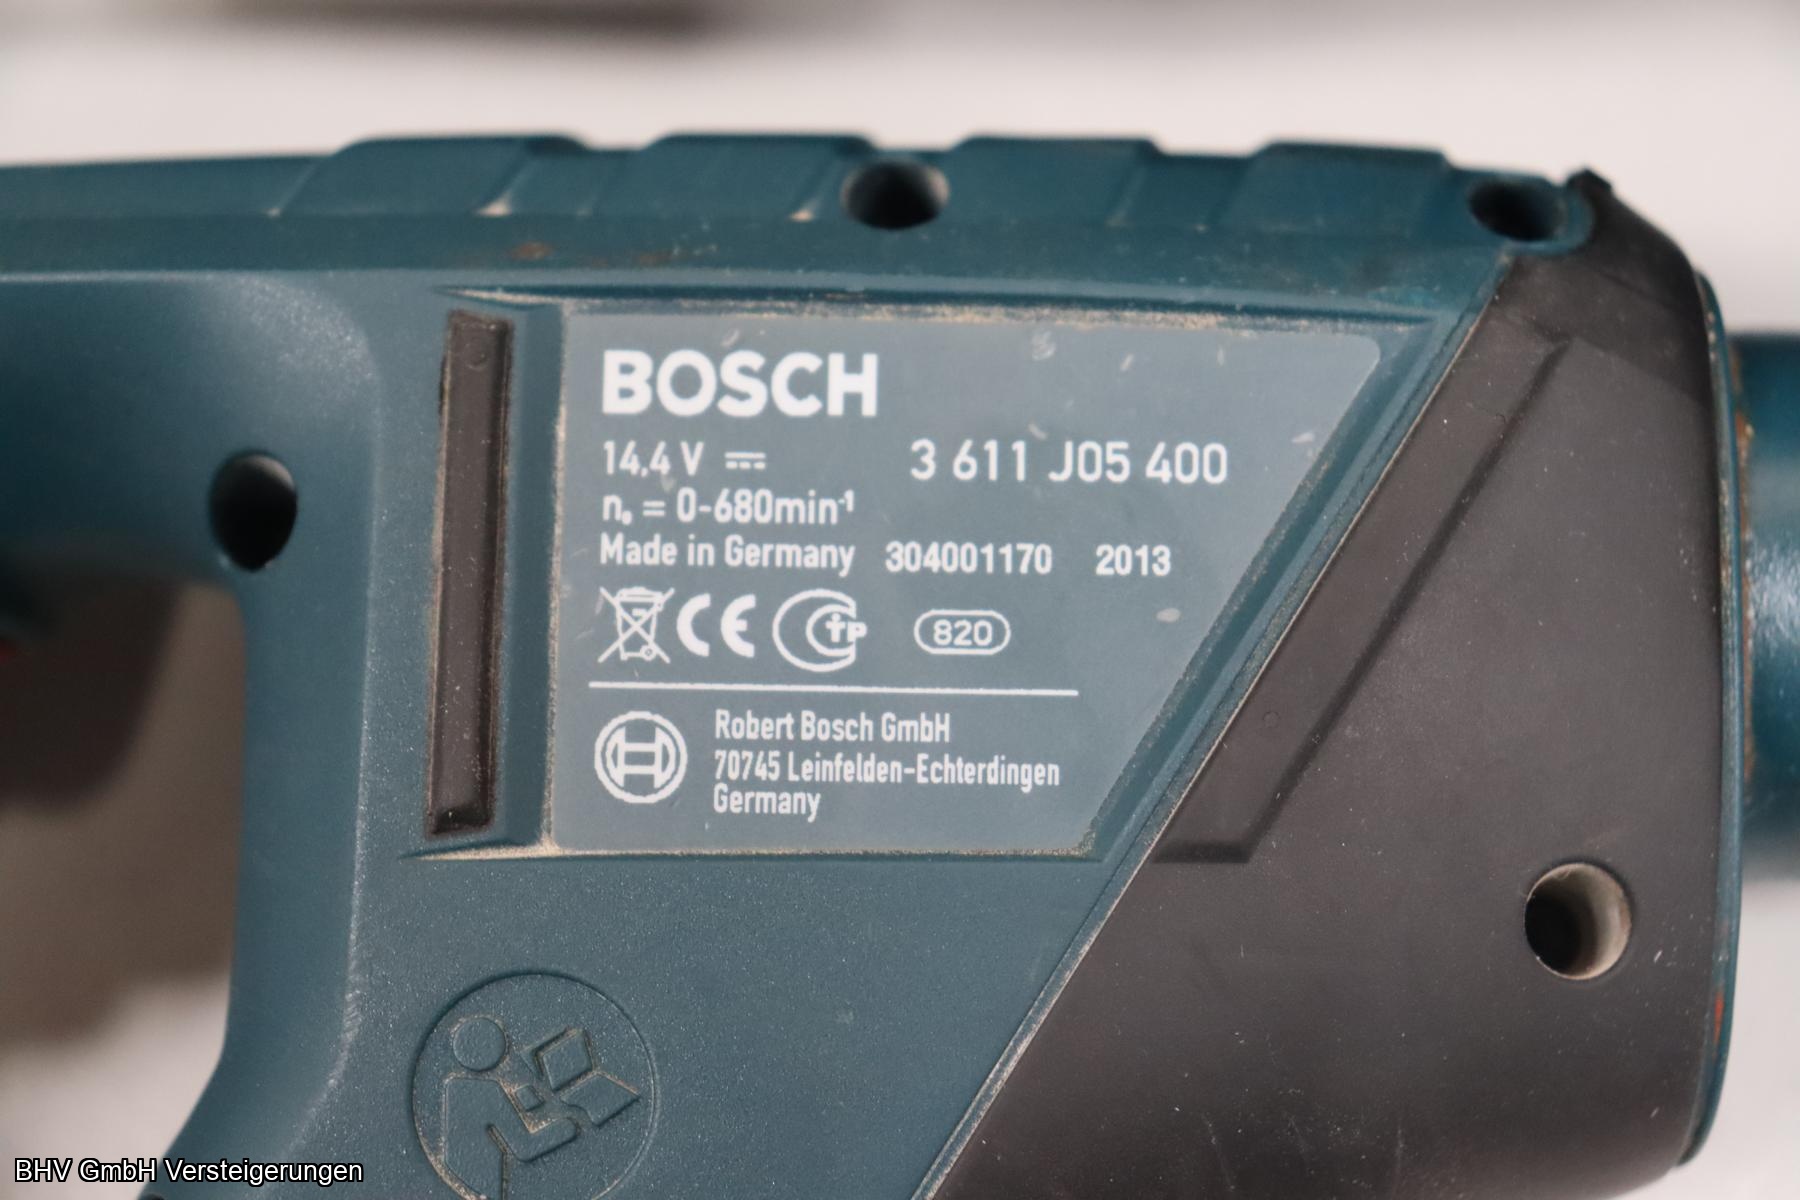 BOSCH
14,4 V ⎓ 3 611 J05 400
n₀ = 0-680min⁻¹
Made in Germany 304001170 2013
CE 820
Robert Bosch GmbH
70745 Leinfelden-Echterdingen
Germany
BHV GmbH Versteigerungen